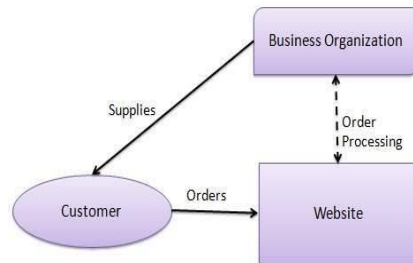 Business Organization
Supplies
Order
Processing
Orders
Customer
Website